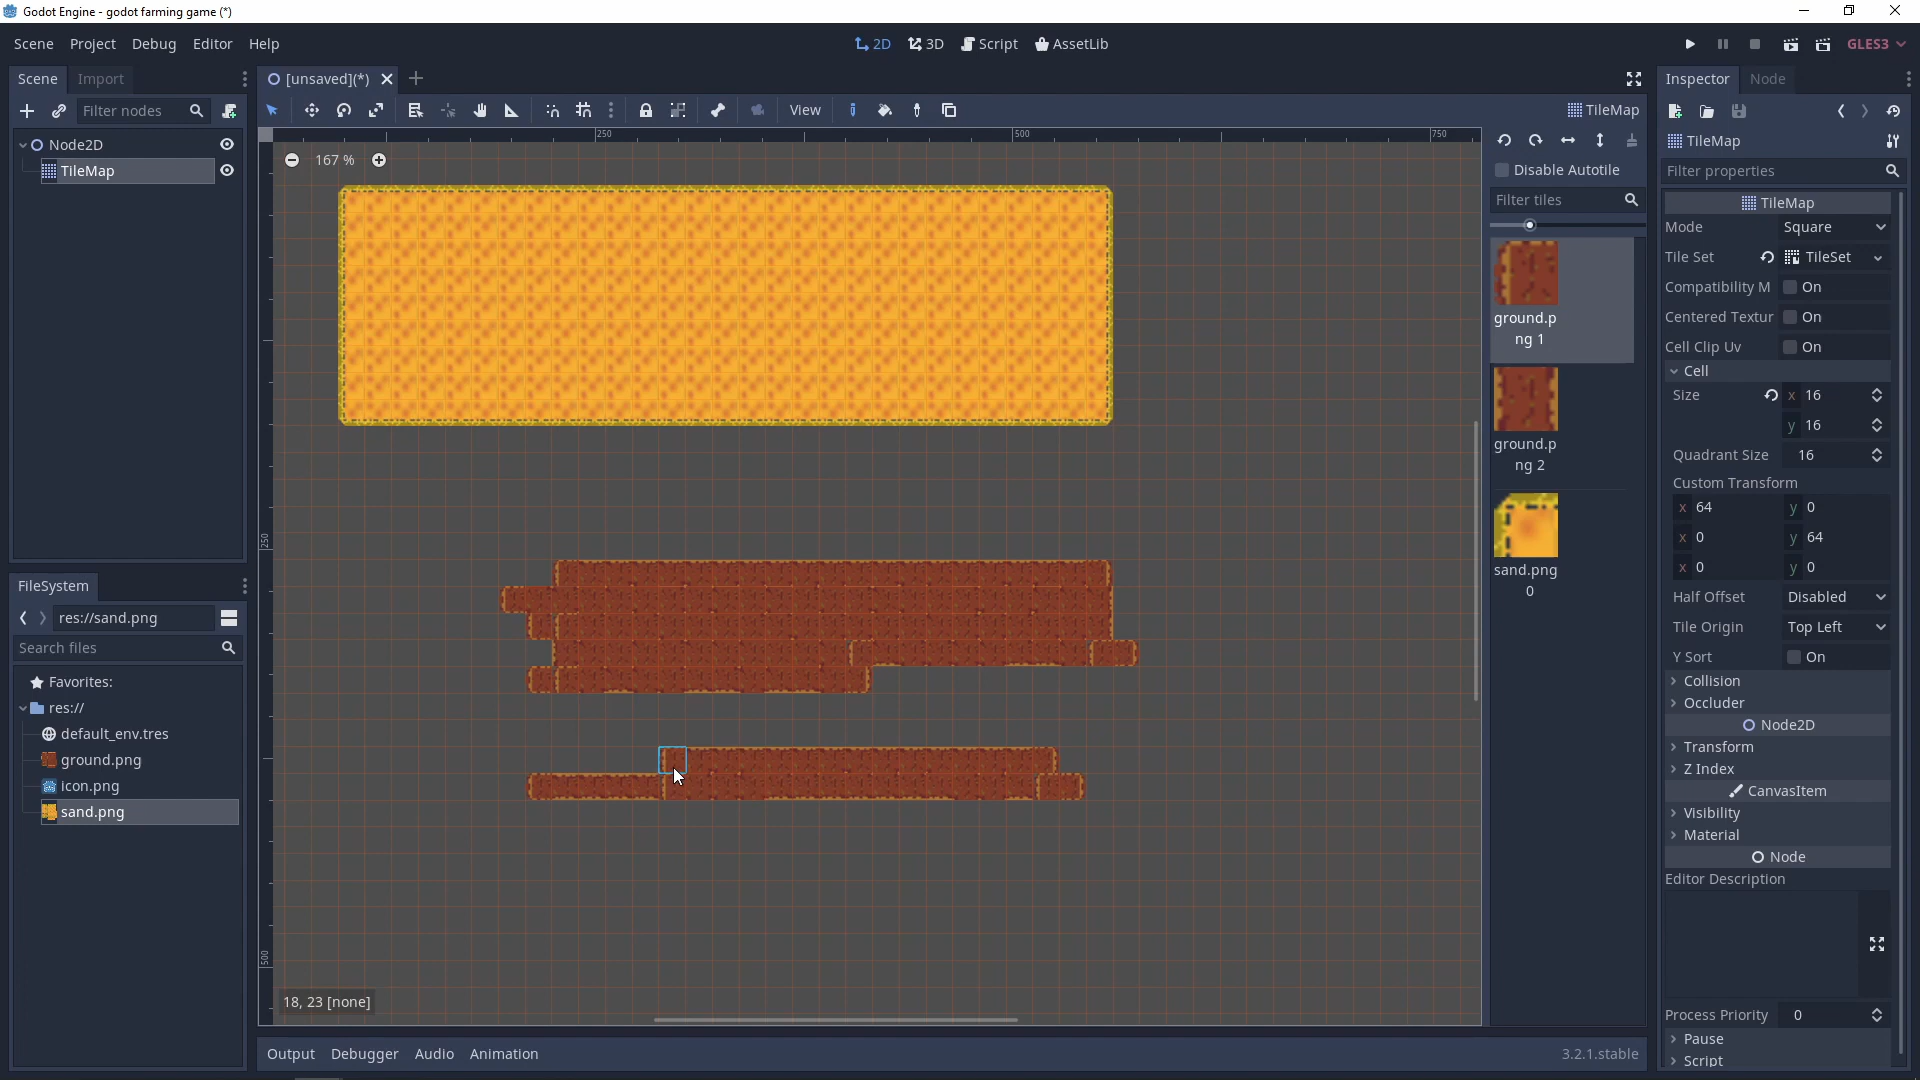 Godot Engine - godot farming game (*)
Scene Project Debug Editor Help
2D 3D Script AssetLib
GLES3
Scene Import
[unsaved](*)
Inspector Node
Filter nodes
View
TileMap
Node2D
TileMap
167 %
250
500
750
250
500
Disable Autotile
Filter tiles
ground.p
ng 1
ground.p
ng 2
sand.png
0
TileMap
Filter properties
TileMap
Mode Square
Tile Set TileSet
Compatibility M On
Centered Textur On
Cell Clip Uv On
Cell
Size x 16
y 16
Quadrant Size 16
Custom Transform
x 64 y 0
x 0 y 64
x 0 y 0
Half Offset Disabled
Tile Origin Top Left
Y Sort On
Collision
Occluder
Node2D
Transform
Z Index
CanvasItem
Visibility
Material
Node
Editor Description
Process Priority 0
Pause
Script
FileSystem
res://sand.png
Search files
Favorites:
res://
default_env.tres
ground.png
icon.png
sand.png
18, 23 [none]
Output Debugger Audio Animation
3.2.1.stable